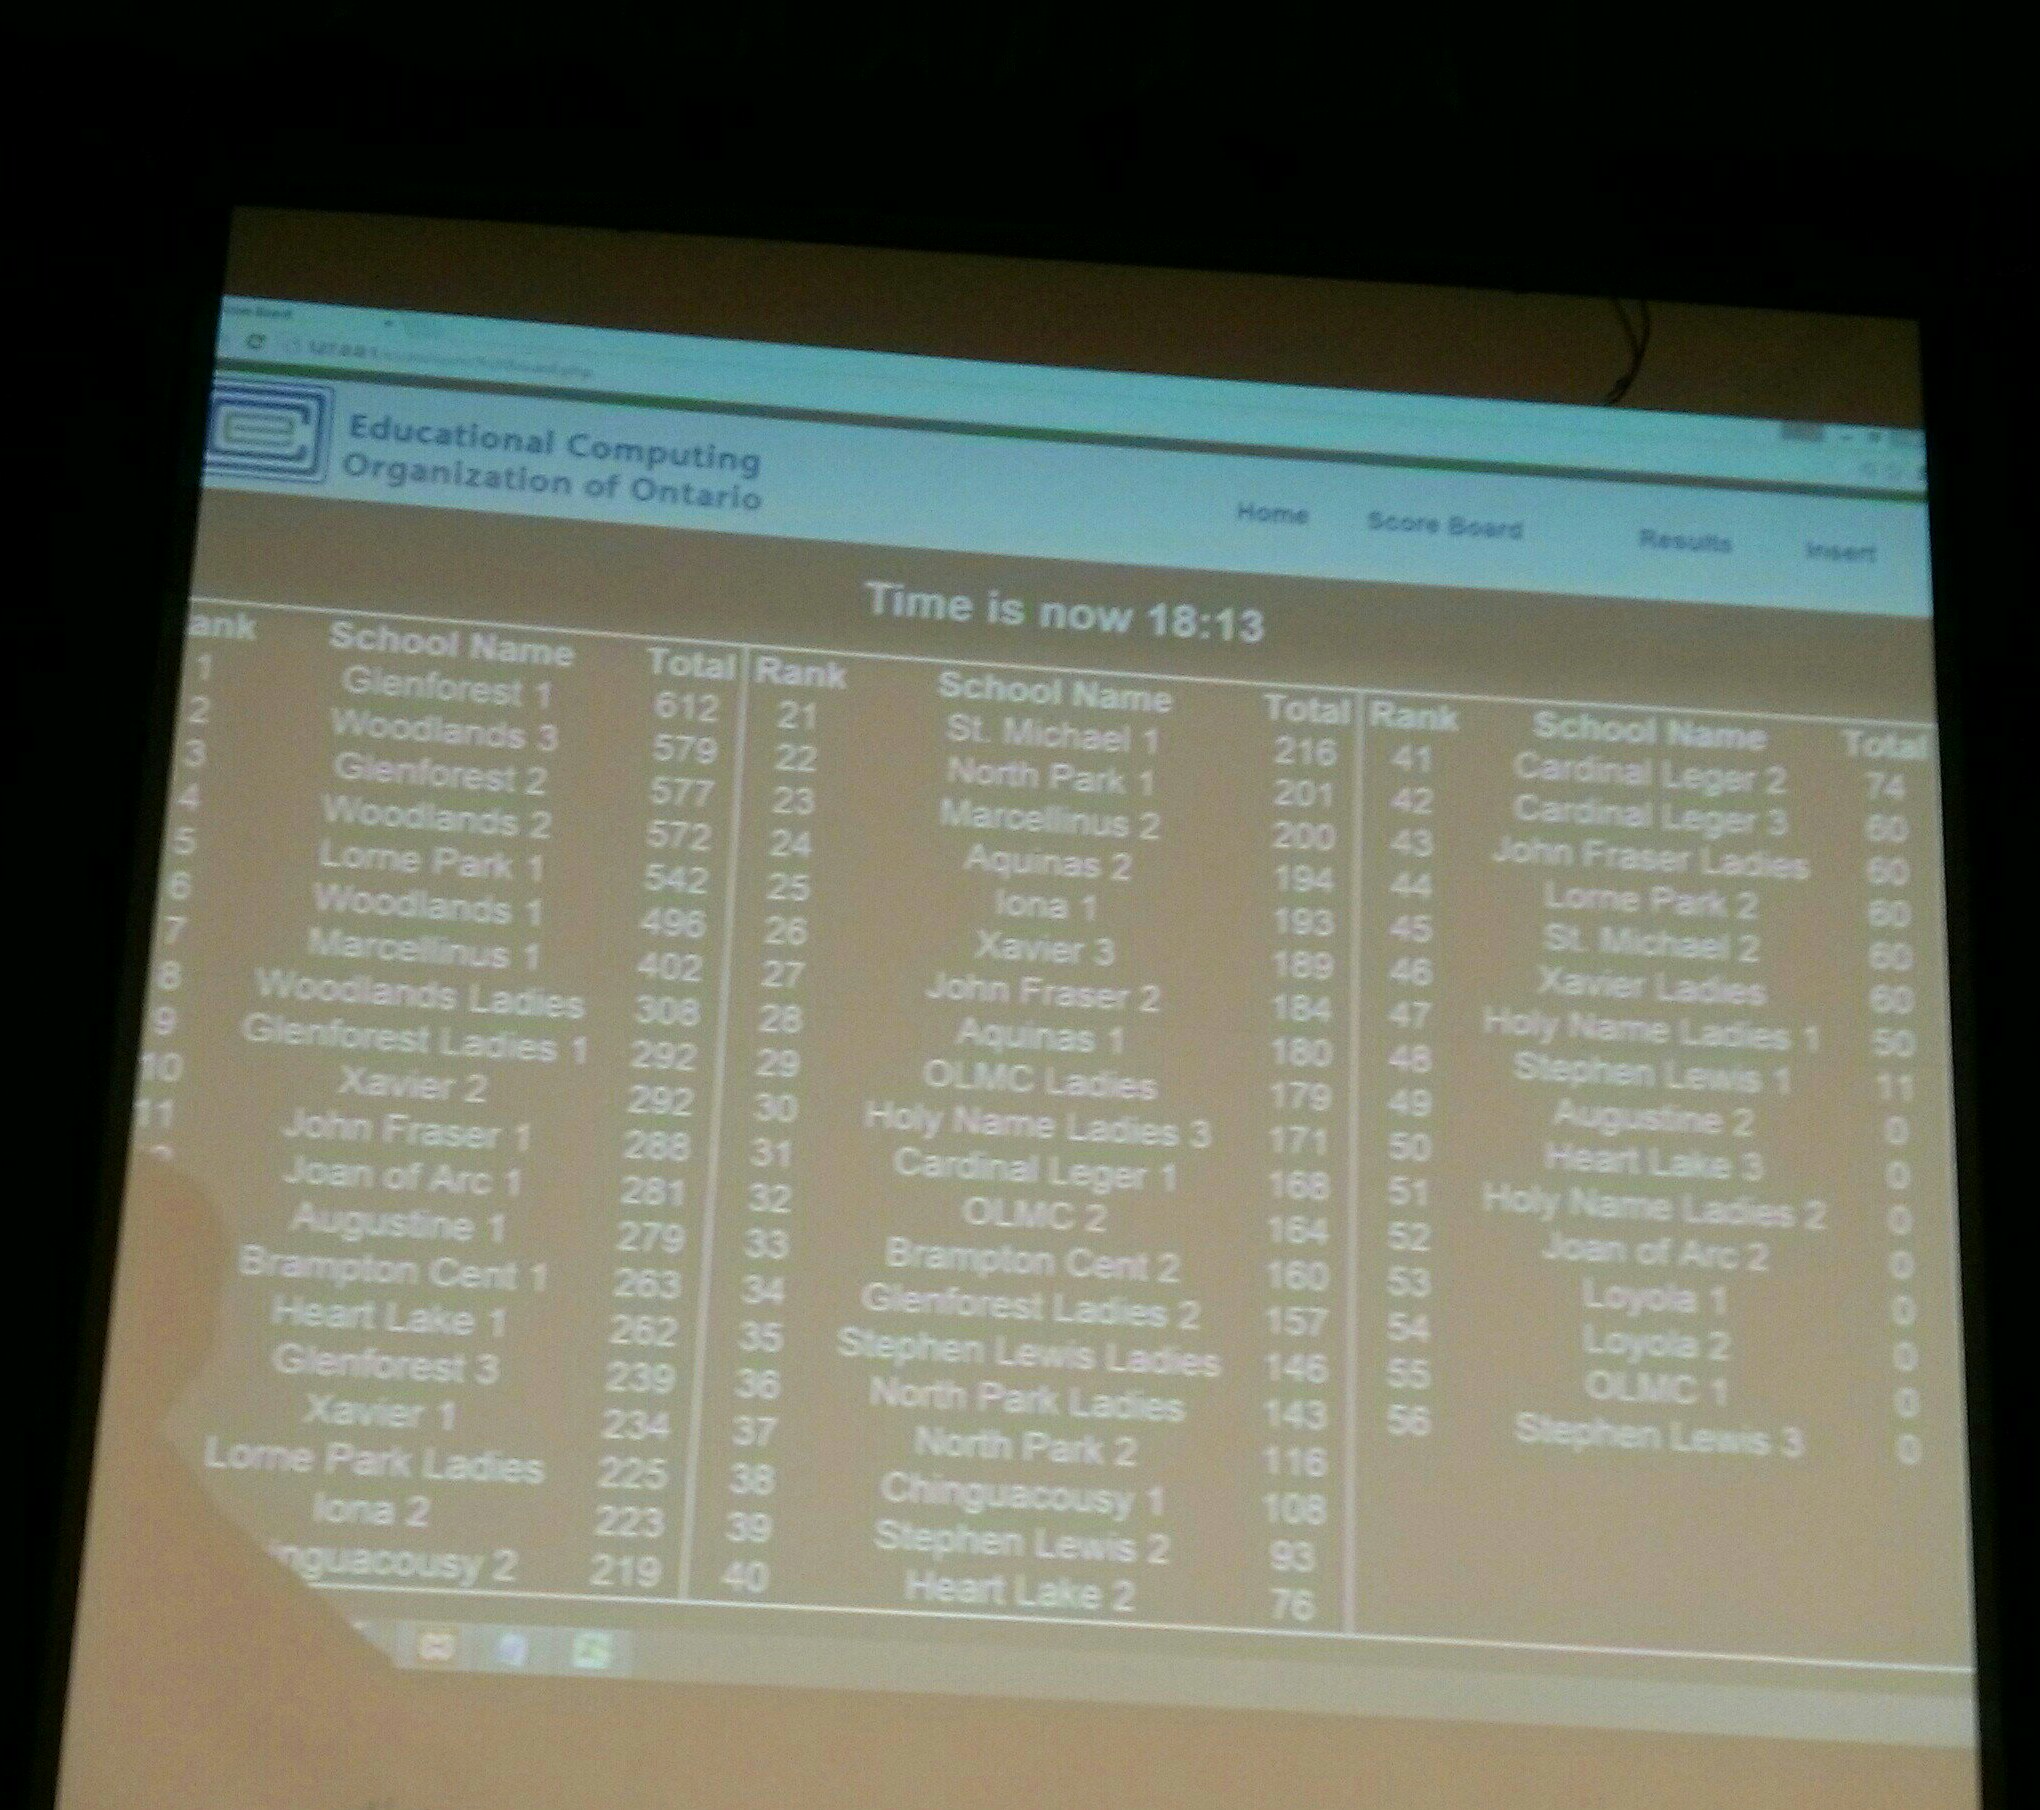 Educational Computing
Organization of Ontario
Home Score Board Results Insert
Time is now 18:13
ank School Name Total
1 Glenforest 1 612
2 Woodlands 3 579
3 Glenforest 2 577
4 Woodlands 2 572
5 Lorne Park 1 542
6 Woodlands 1 496
7 Marcellinus 1 402
8 Woodlands Ladies 308
9 Glenforest Ladies 1 292
10 Xavier 2 292
11 John Fraser 1 288
Joan of Arc 1 281
Augustine 1 279
Brampton Cent 1 263
Heart Lake 1 262
Glenforest 3 239
Xavier 1 234
Lorne Park Ladies 225
Iona 2 223
inguacousy 2 219
Rank School Name Total
21 St. Michael 1 216
22 North Park 1 201
23 Marcellinus 2 200
24 Aquinas 2 194
25 Iona 1 193
26 Xavier 3 189
27 John Fraser 2 184
28 Aquinas 1 180
29 OLMC Ladies 179
30 Holy Name Ladies 3 171
31 Cardinal Leger 1 168
32 OLMC 2 164
33 Brampton Cent 2 160
34 Glenforest Ladies 2 157
35 Stephen Lewis Ladies 146
36 North Park Ladies 143
37 North Park 2 116
38 Chinguacousy 1 108
39 Stephen Lewis 2 93
40 Heart Lake 2 76
Rank School Name Total
41 Cardinal Leger 2 74
42 Cardinal Leger 3 60
43 John Fraser Ladies 60
44 Lorne Park 2 60
45 St. Michael 2 60
46 Xavier Ladies 60
47 Holy Name Ladies 1 50
48 Stephen Lewis 1 11
49 Augustine 2 0
50 Heart Lake 3 0
51 Holy Name Ladies 2 0
52 Joan of Arc 2 0
53 Loyola 1 0
54 Loyola 2 0
55 OLMC 1 0
56 Stephen Lewis 3 0